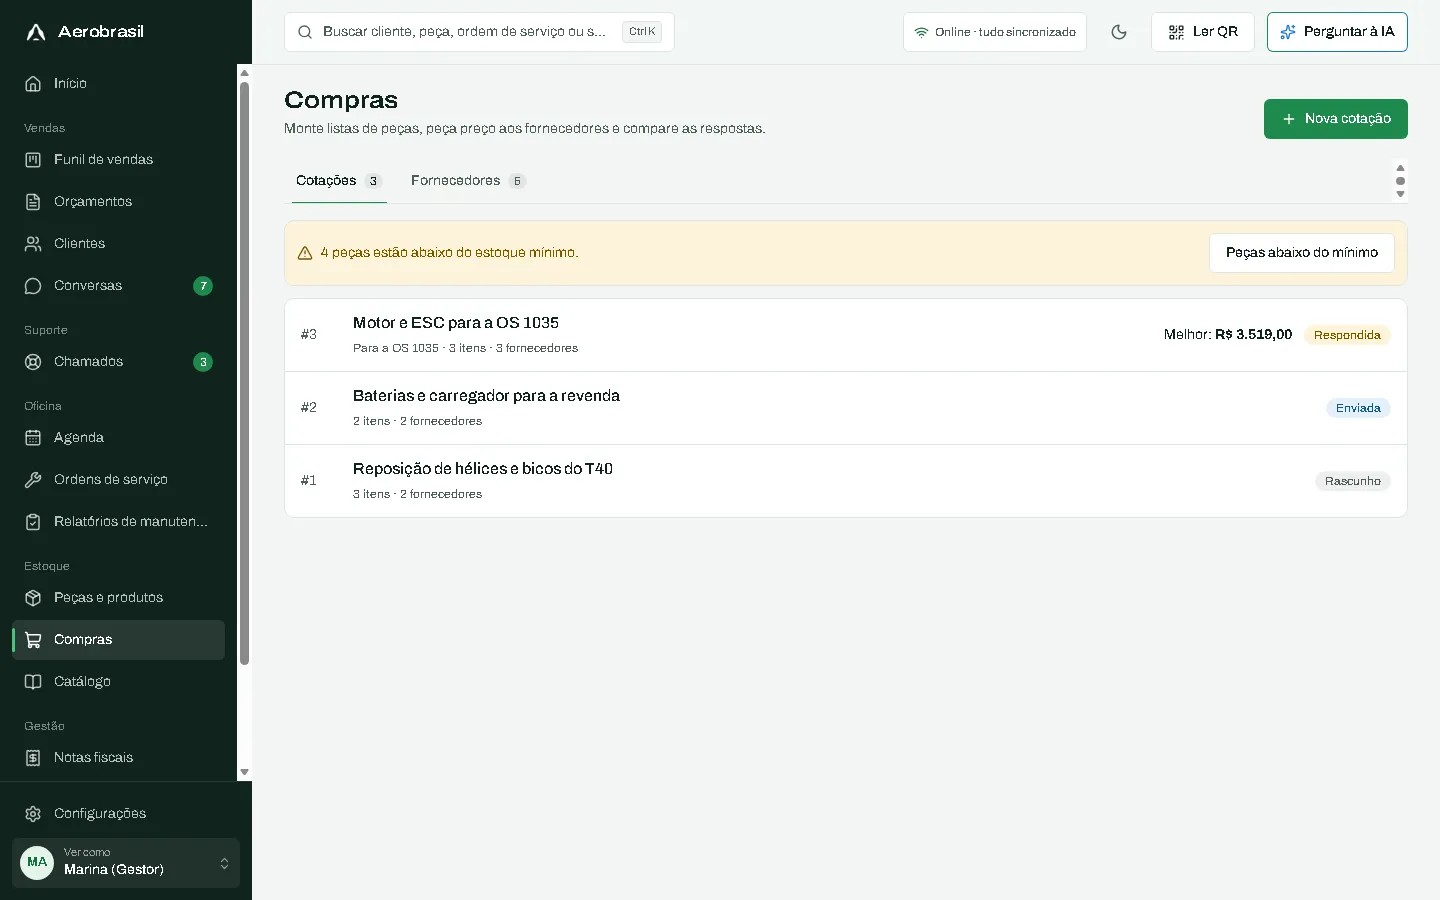 Aerobrasil
Buscar cliente, peça, ordem de serviço ou s...
Ctrl K
Online · tudo sincronizado
Ler QR
Perguntar à IA
Início
Vendas
Funil de vendas
Orçamentos
Clientes
Conversas
7
Suporte
Chamados
3
Oficina
Agenda
Ordens de serviço
Relatórios de manuten...
Estoque
Peças e produtos
Compras
Catálogo
Gestão
Notas fiscais
Configurações
MA
Ver como
Marina (Gestor)
Compras
Monte listas de peças, peça preço aos fornecedores e compare as respostas.
Nova cotação
Cotações 3
Fornecedores 6
4 peças estão abaixo do estoque mínimo.
Peças abaixo do mínimo
#3
Motor e ESC para a OS 1035
Para a OS 1035 · 3 itens · 3 fornecedores
Melhor: R$ 3.519,00
Respondida
#2
Baterias e carregador para a revenda
2 itens · 2 fornecedores
Enviada
#1
Reposição de hélices e bicos do T40
3 itens · 2 fornecedores
Rascunho